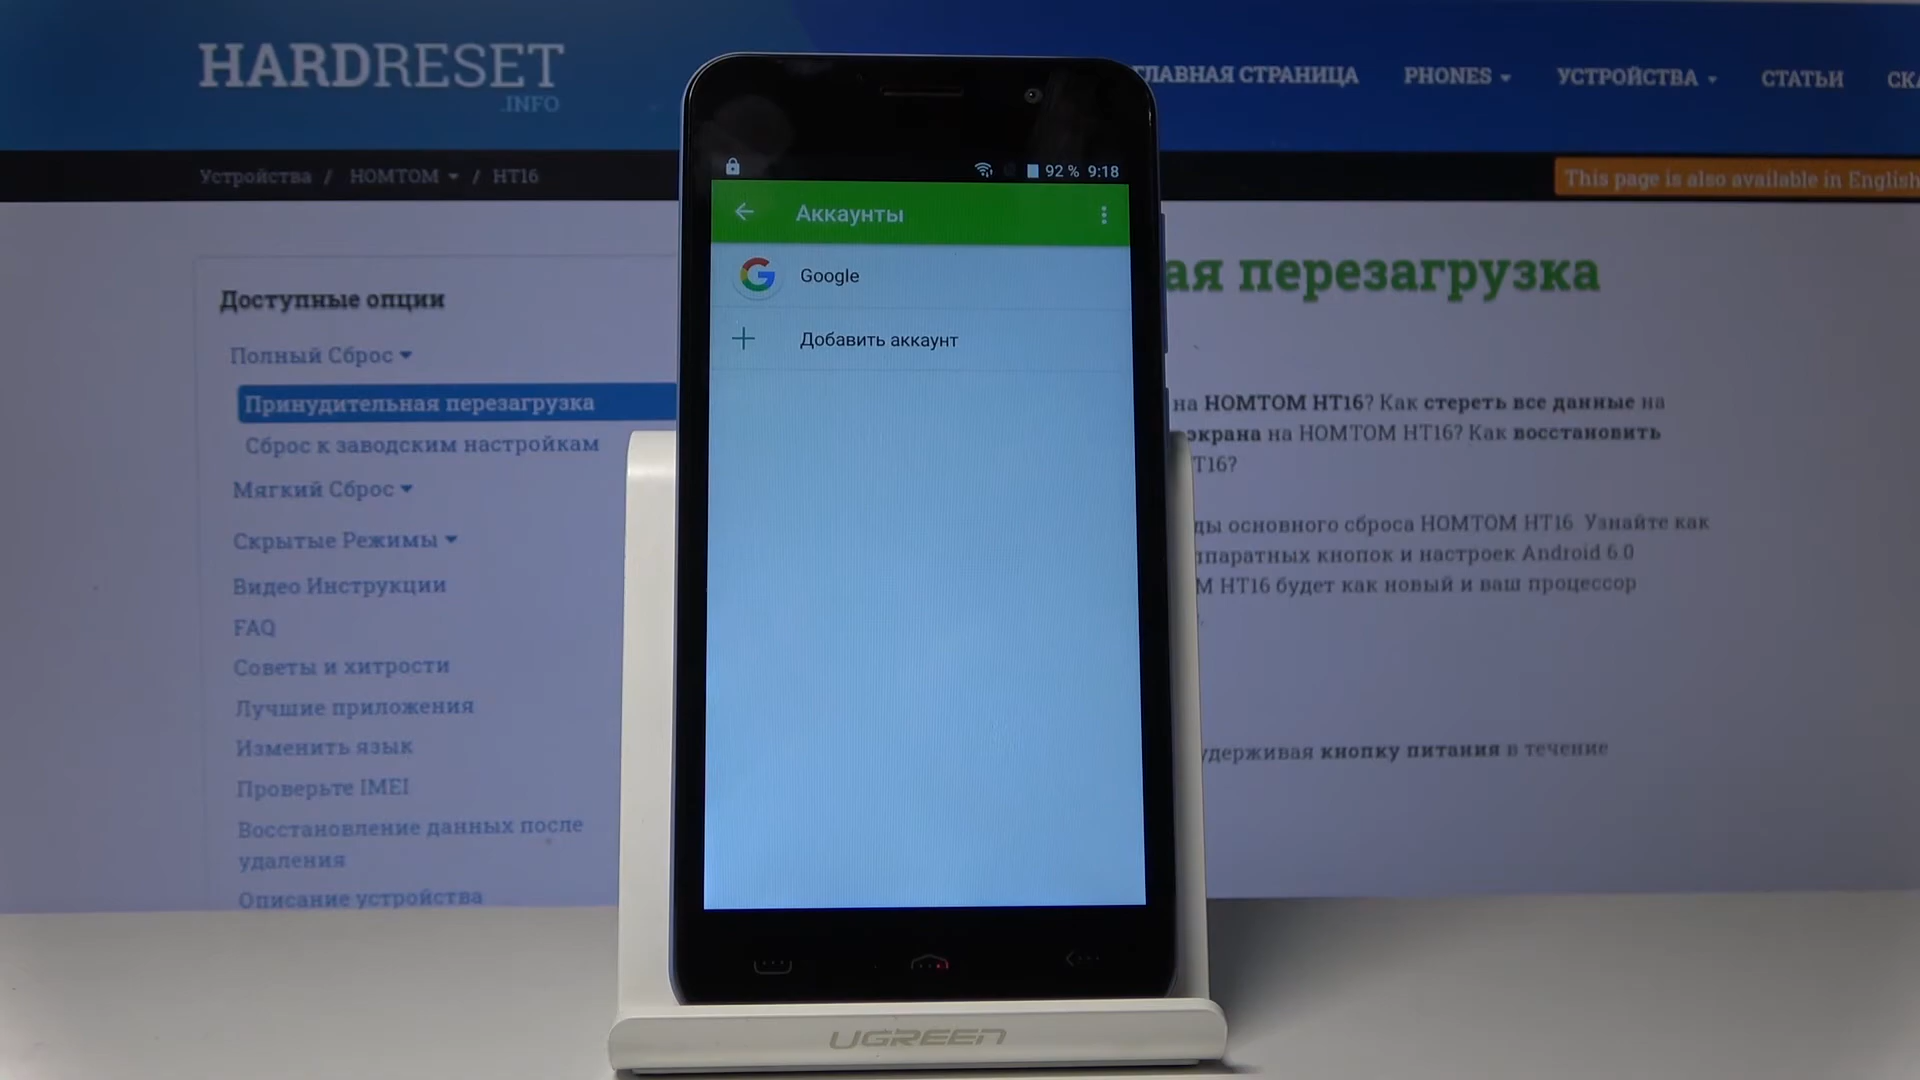 HARDRESET
.INFO
ГЛАВНАЯ СТРАНИЦА
PHONES
УСТРОЙСТВА
СТАТЬИ
СКА
Устройства / HOMTOM / HT16
This page is also available in English
Доступные опции
Полный Сброс
Принудительная перезагрузка
Сброс к заводским настройкам
Мягкий Сброс
Скрытые Режимы
Видео Инструкции
FAQ
Советы и хитрости
Лучшие приложения
Изменить язык
Проверьте IMEI
Восстановление данных после
удаления
Описание устройства
92 % 9:18
Аккаунты
Google
Добавить аккаунт
ая перезагрузка
на HOMTOM HT16? Как стереть все данные на
экрана на HOMTOM HT16? Как восстановить
T16?
ды основного сброса HOMTOM HT16 Узнайте как
ппаратных кнопок и настроек Android 6.0
M HT16 будет как новый и ваш процессор
удерживая кнопку питания в течение
UGREEN